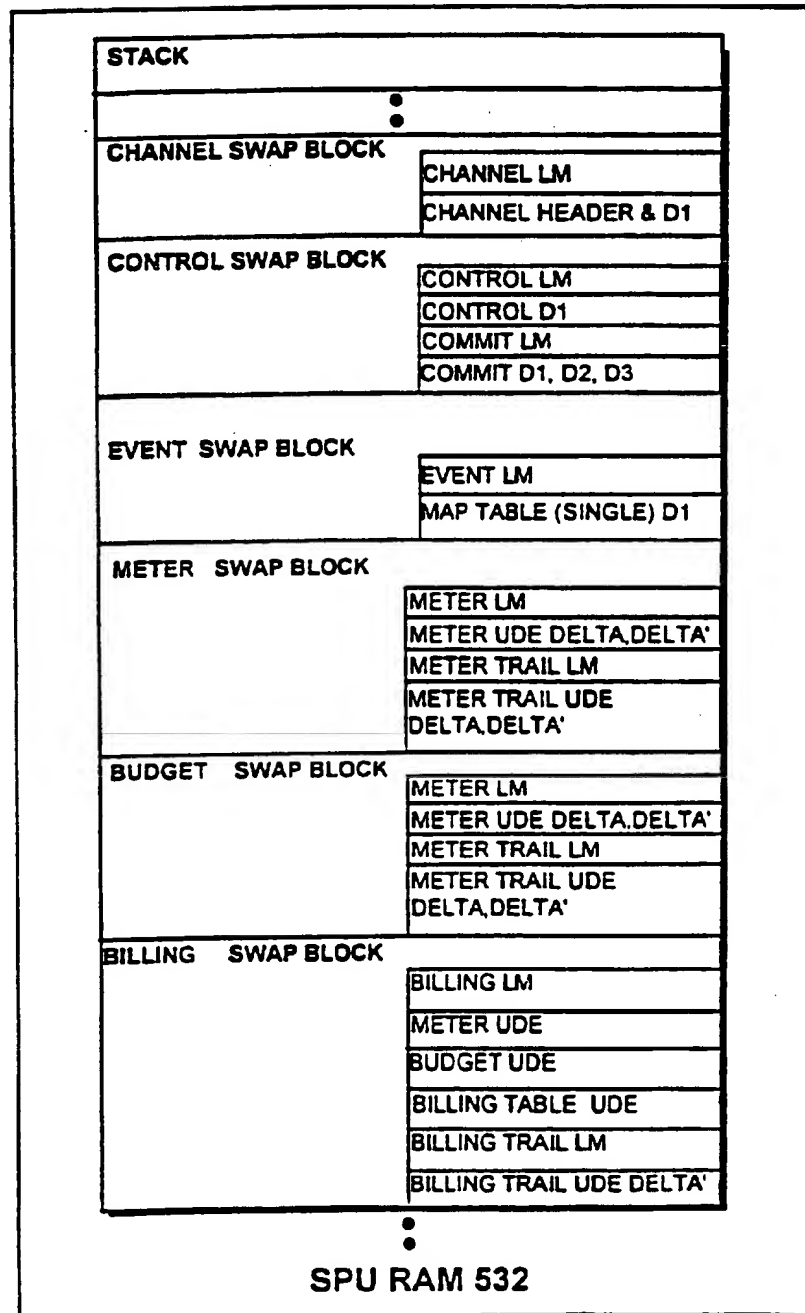 STACK
CHANNEL SWAP BLOCK
CHANNEL LM
CHANNEL HEADER & D1
CONTROL SWAP BLOCK
CONTROL LM
CONTROL D1
COMMIT LM
COMMIT D1, D2, D3
EVENT SWAP BLOCK
EVENT LM
MAP TABLE (SINGLE) D1
METER SWAP BLOCK
METER LM
METER UDE DELTA,DELTA'
METER TRAIL LM
METER TRAIL UDE
DELTA,DELTA'
BUDGET SWAP BLOCK
METER LM
METER UDE DELTA.DELTA'
METER TRAIL LM
METER TRAIL UDE
DELTA,DELTA'
BILLING SWAP BLOCK
BILLING LM
METER UDE
BUDGET UDE
BILLING TABLE UDE
BILLING TRAIL LM
BILLING TRAIL UDE DELTA'
SPU RAM 532